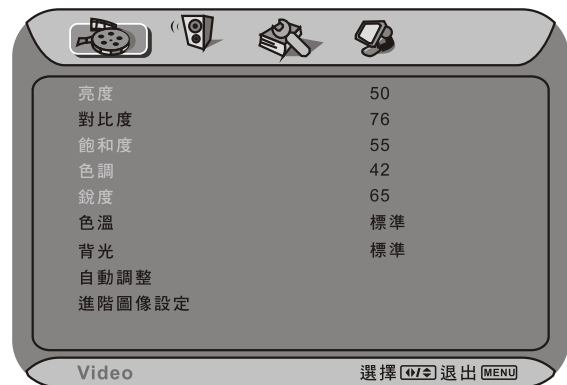 亮度 50
對比度 76
飽和度 55
色調 42
銳度 65
色溫 標準
背光 標準
自動調整
進階圖像設定
Video 選擇 退出 MENU